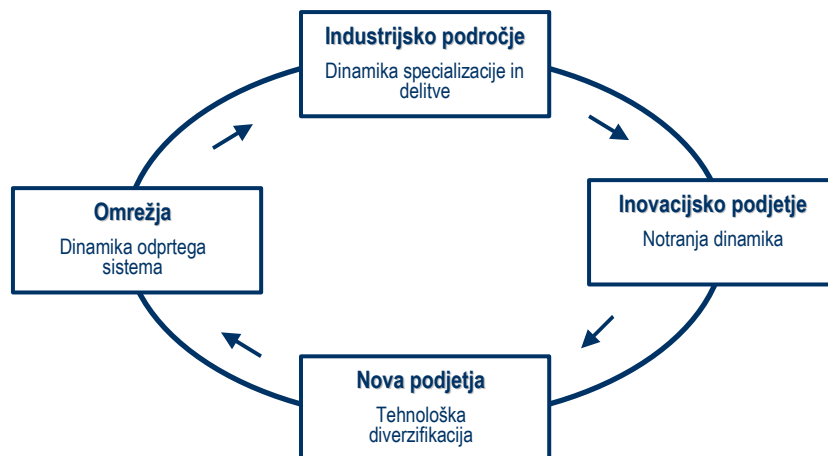 Industrijsko področje
Dinamika specializacije in
delitve
Omrežja
Dinamika odprtega
sistema
Inovacijsko podjetje
Notranja dinamika
Nova podjetja
Tehnološka
diverzifikacija